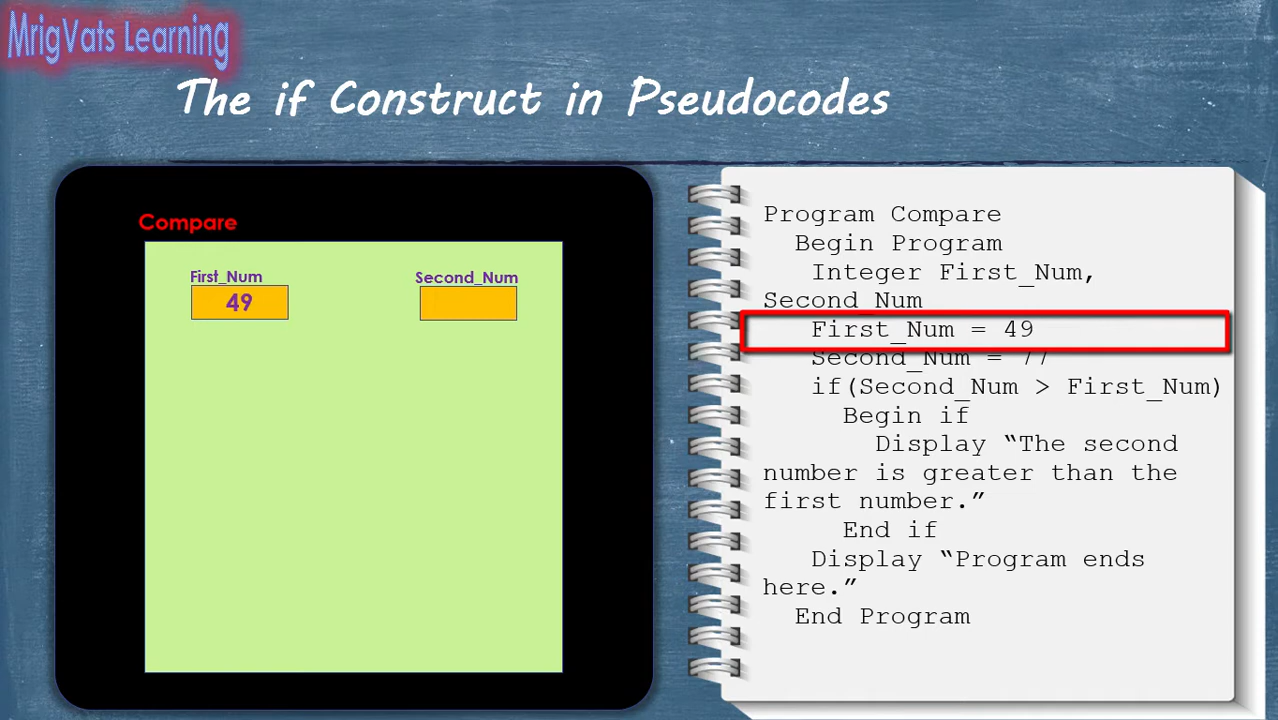 MrigVats Learning
The if Construct in Pseudocodes
Compare
First_Num
Second_Num
49
Program Compare
Begin Program
Integer First_Num,
Second_Num
First_Num = 49
Second_Num = 77
if(Second_Num > First_Num)
Begin if
Display “The second
number is greater than the
first number.”
End if
Display “Program ends
here.”
End Program